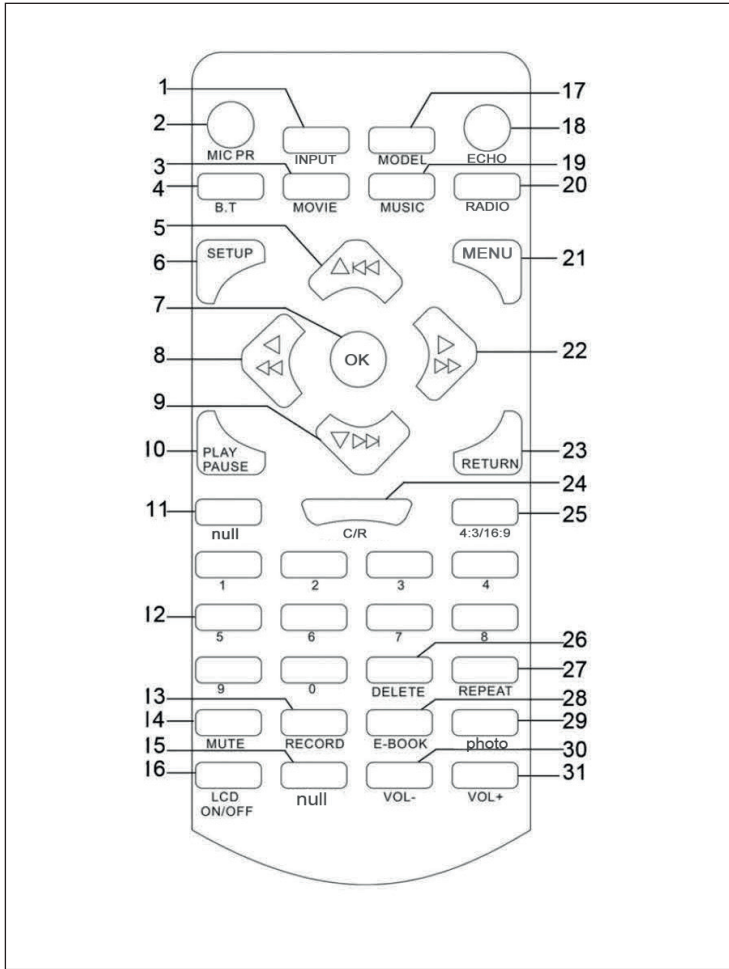 1
17
2
18
MIC PR
INPUT
MODEL
ECHO
3
19
4
20
B.T
MOVIE
MUSIC
RADIO
5
6
SETUP
MENU
21
7
8
OK
22
9
10
PLAY
PAUSE
RETURN
23
24
11
25
null
C/R
4:3/16:9
1
2
3
4
12
5
6
7
8
26
27
9
0
DELETE
REPEAT
13
28
14
29
MUTE
RECORD
E-BOOK
photo
15
30
16
31
LCD
ON/OFF
null
VOL-
VOL+